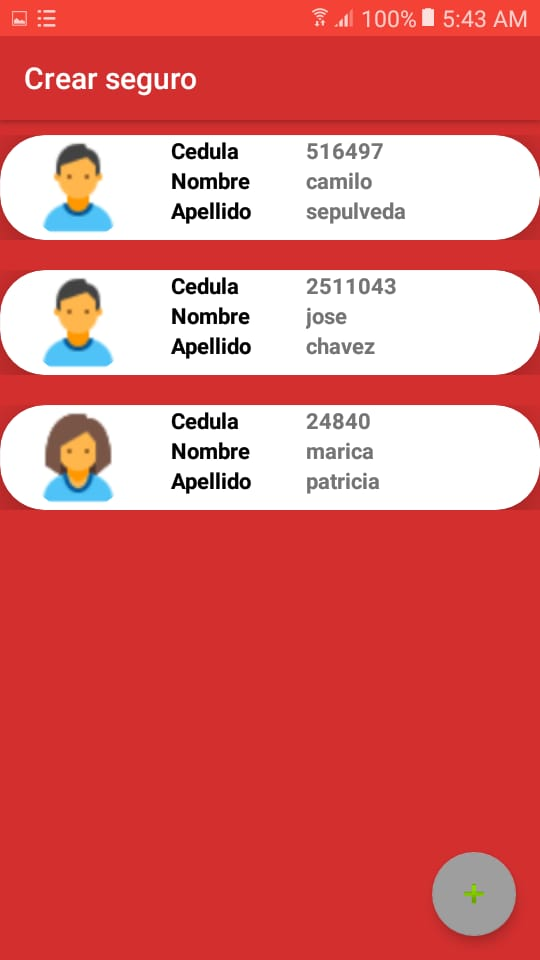 100% 5:43 AM
Crear seguro
Cedula 516497
Nombre camilo
Apellido sepulveda
Cedula 2511043
Nombre jose
Apellido chavez
Cedula 24840
Nombre marica
Apellido patricia